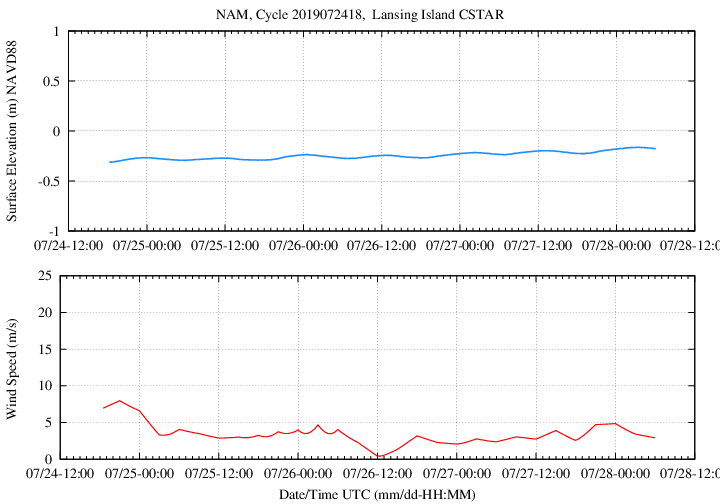 NAM, Cycle 2019072418,  Lansing Island CSTAR
Surface Elevation (m) NAVD88
1
0.5
0
-0.5
-1
07/24-12:00 07/25-00:00 07/25-12:00 07/26-00:00 07/26-12:00 07/27-00:00 07/27-12:00 07/28-00:00 07/28-12:0
Wind Speed (m/s)
25
20
15
10
5
0
07/24-12:00 07/25-00:00 07/25-12:00 07/26-00:00 07/26-12:00 07/27-00:00 07/27-12:00 07/28-00:00 07/28-12:0
Date/Time UTC (mm/dd-HH:MM)